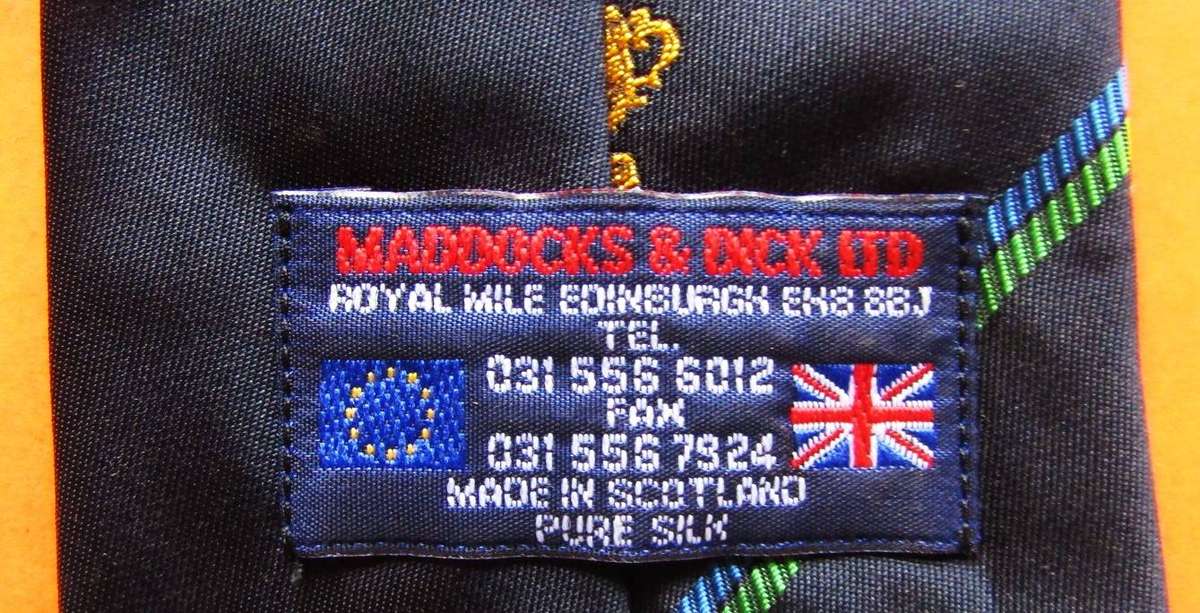 MADDOCKS & DICK LTD
ROYAL MILE EDINBURGH EH8 8BJ
TEL.
031 556 6012
FAX
031 556 7924
MADE IN SCOTLAND
PURE SILK